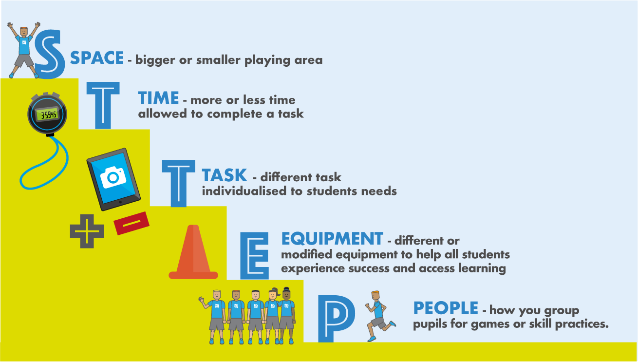 S SPACE - bigger or smaller playing area
T TIME - more or less time
allowed to complete a task
T TASK - different task
individualised to students needs
E EQUIPMENT - different or
modified equipment to help all students
experience success and access learning
P PEOPLE - how you group
pupils for games or skill practices.